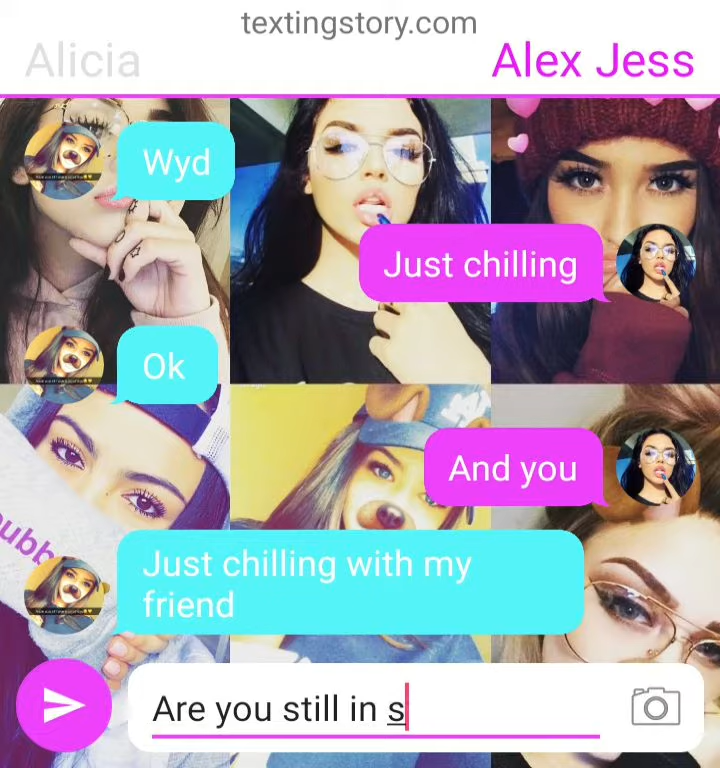 textingstory.com
Alicia
Alex Jess
Wyd
Just chilling
Ok
And you
Just chilling with my
friend
Are you still in s